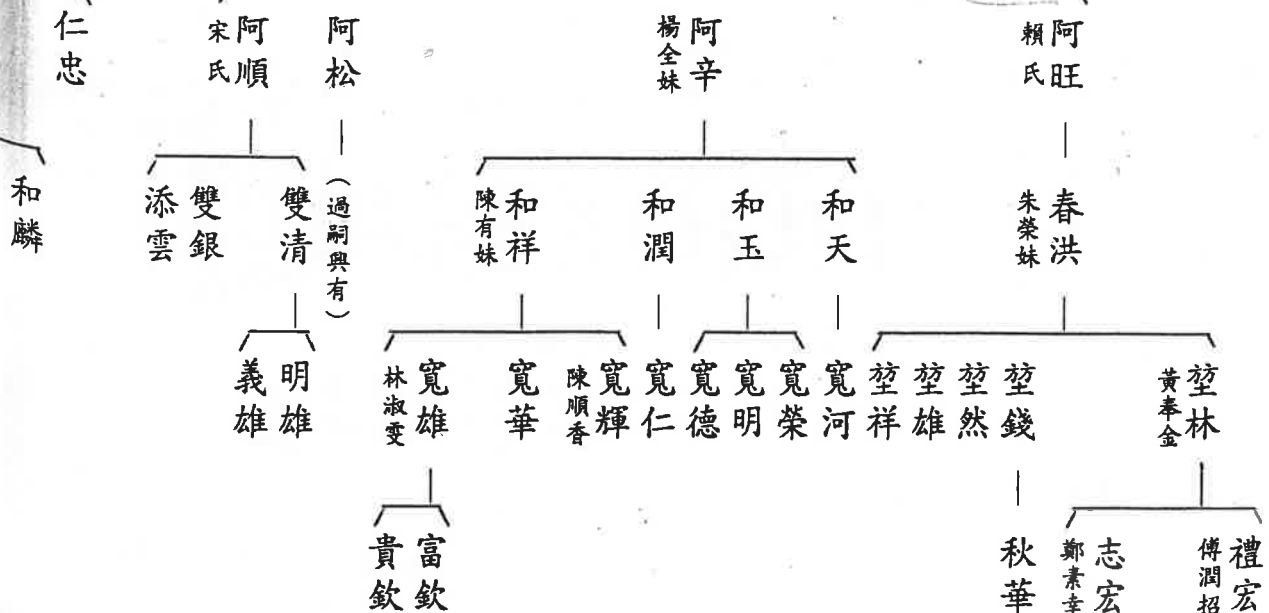 阿旺
賴氏
阿辛
楊全妹
阿松
阿順
宋氏
仁忠
春洪
朱榮妹
和天
和玉
和潤
和祥
陳有妹
（過嗣興有）
雙清
雙銀
添雲
和麟
堃林
黃奉金
堃錢
堃然
堃雄
堃祥
寬河
寬榮
寬明
寬德
寬仁
寬輝
陳順香
寬華
寬雄
林淑雯
明雄
義雄
禮宏
傅潤招
志宏
鄭素幸
秋華
富欽
貴欽